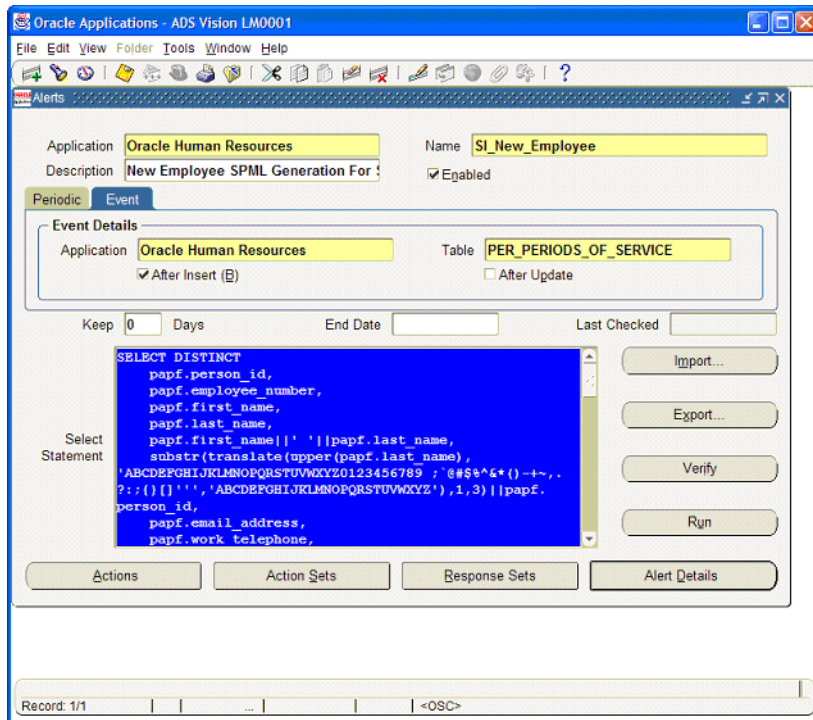 Oracle Applications - ADS Vision LM0001
File Edit View Folder Tools Window Help
Alerts
Application Oracle Human Resources Name SI_New_Employee
Description New Employee SPML Generation For Enabled
Periodic Event
Event Details
Application Oracle Human Resources Table PER_PERIODS_OF_SERVICE
After Insert (B) After Update
Keep 0 Days End Date Last Checked
Select Statement
SELECT DISTINCT
papf.person_id,
papf.employee_number,
papf.first_name,
papf.last_name,
papf.first_name||' '||papf.last_name,
substr(translate(upper(papf.last_name),
'ABCDEFGHIJKLMNOPQRSTUVWXYZ0123456789 ;`@#$%^&*()-+~,.
?:;{}[]''','ABCDEFGHIJKLMNOPQRSTUVWXYZ'),1,3)||papf.
person_id,
papf.email_address,
papf.work_telephone,
Import...
Export...
Verify
Run
Actions Action Sets Response Sets Alert Details
Record: 1/1 ... <OSC>